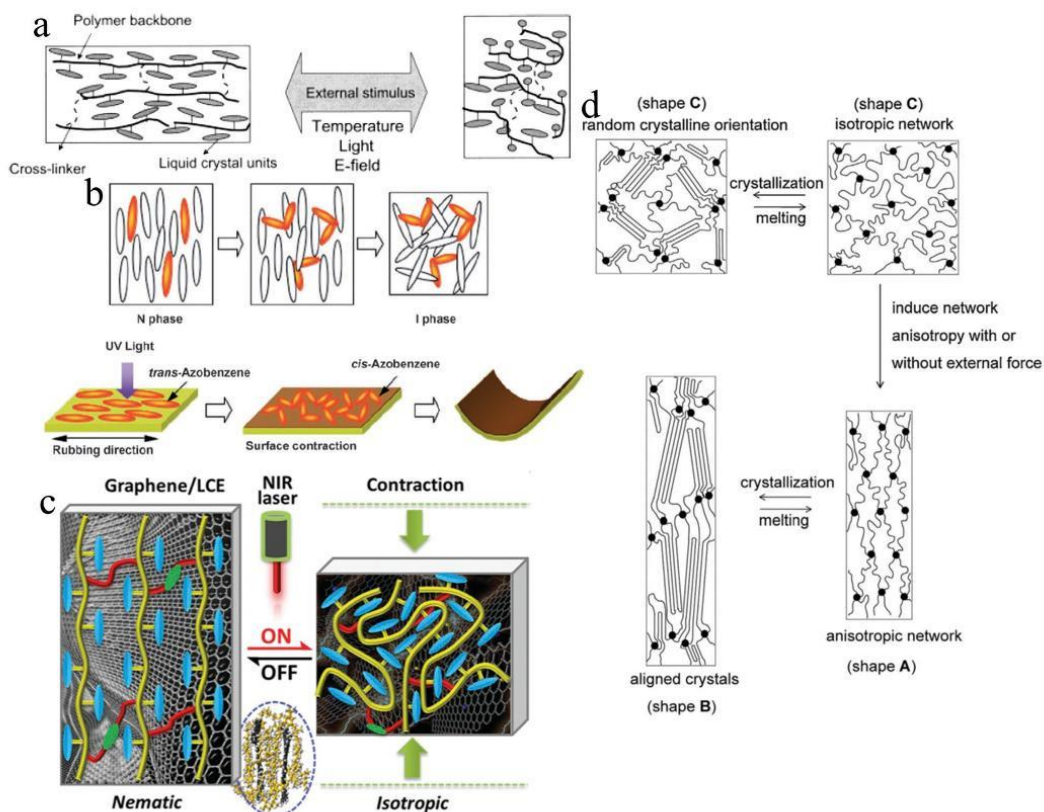 a
Polymer backbone
External stimulus
Temperature
Light
E-field
Cross-linker
Liquid crystal units
b
N phase
I phase
UV Light
trans-Azobenzene
Rubbing direction
cis-Azobenzene
Surface contraction
c
Graphene/LCE
NIR
laser
Contraction
ON
OFF
Nematic
Isotropic
d
(shape C)
random crystalline orientation
(shape C)
isotropic network
crystallization
melting
induce network
anisotropy with or
without external force
crystallization
melting
aligned crystals
(shape B)
anisotropic network
(shape A)